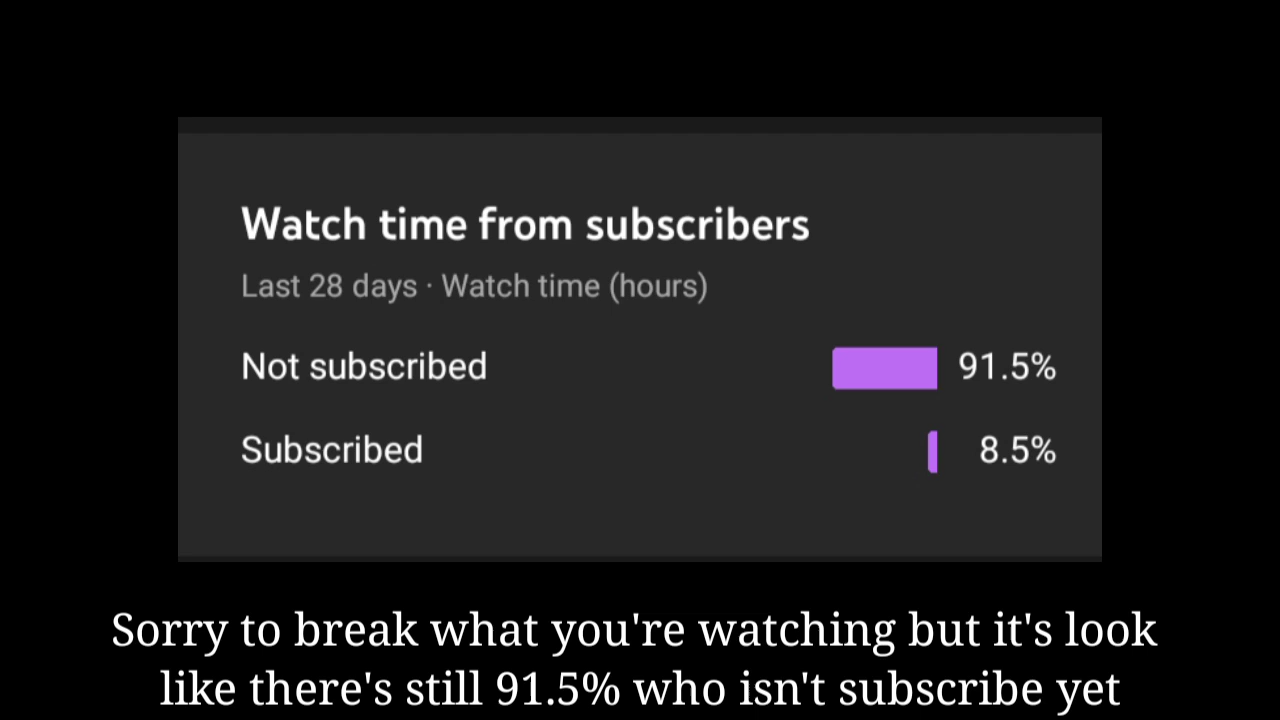 Watch time from subscribers
Last 28 days · Watch time (hours)
Not subscribed 91.5%
Subscribed 8.5%
Sorry to break what you're watching but it's look
like there's still 91.5% who isn't subscribe yet